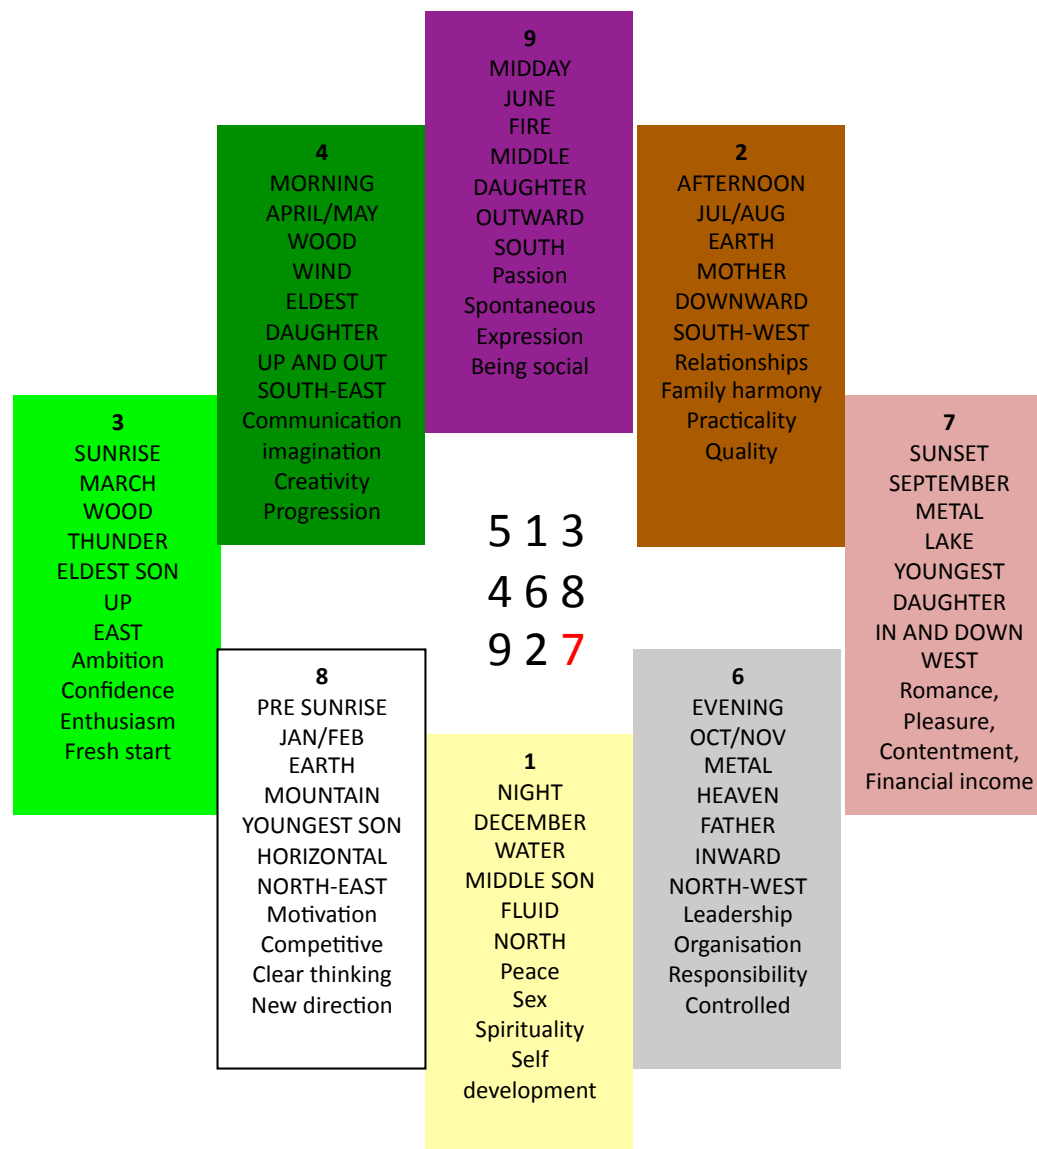 9
MIDDAY
JUNE
FIRE
MIDDLE
DAUGHTER
OUTWARD
SOUTH
Passion
Spontaneous
Expression
Being social
4
MORNING
APRIL/MAY
WOOD
WIND
ELDEST
DAUGHTER
UP AND OUT
SOUTH-EAST
Communication
imagination
Creativity
Progression
2
AFTERNOON
JUL/AUG
EARTH
MOTHER
DOWNWARD
SOUTH-WEST
Relationships
Family harmony
Practicality
Quality
3
SUNRISE
MARCH
WOOD
THUNDER
ELDEST SON
UP
EAST
Ambition
Confidence
Enthusiasm
Fresh start
5 1 3
4 6 8
9 2 7
7
SUNSET
SEPTEMBER
METAL
LAKE
YOUNGEST
DAUGHTER
IN AND DOWN
WEST
Romance,
Pleasure,
Contentment,
Financial income
8
PRE SUNRISE
JAN/FEB
EARTH
MOUNTAIN
YOUNGEST SON
HORIZONTAL
NORTH-EAST
Motivation
Competitive
Clear thinking
New direction
1
NIGHT
DECEMBER
WATER
MIDDLE SON
FLUID
NORTH
Peace
Sex
Spirituality
Self
development
6
EVENING
OCT/NOV
METAL
HEAVEN
FATHER
INWARD
NORTH-WEST
Leadership
Organisation
Responsibility
Controlled